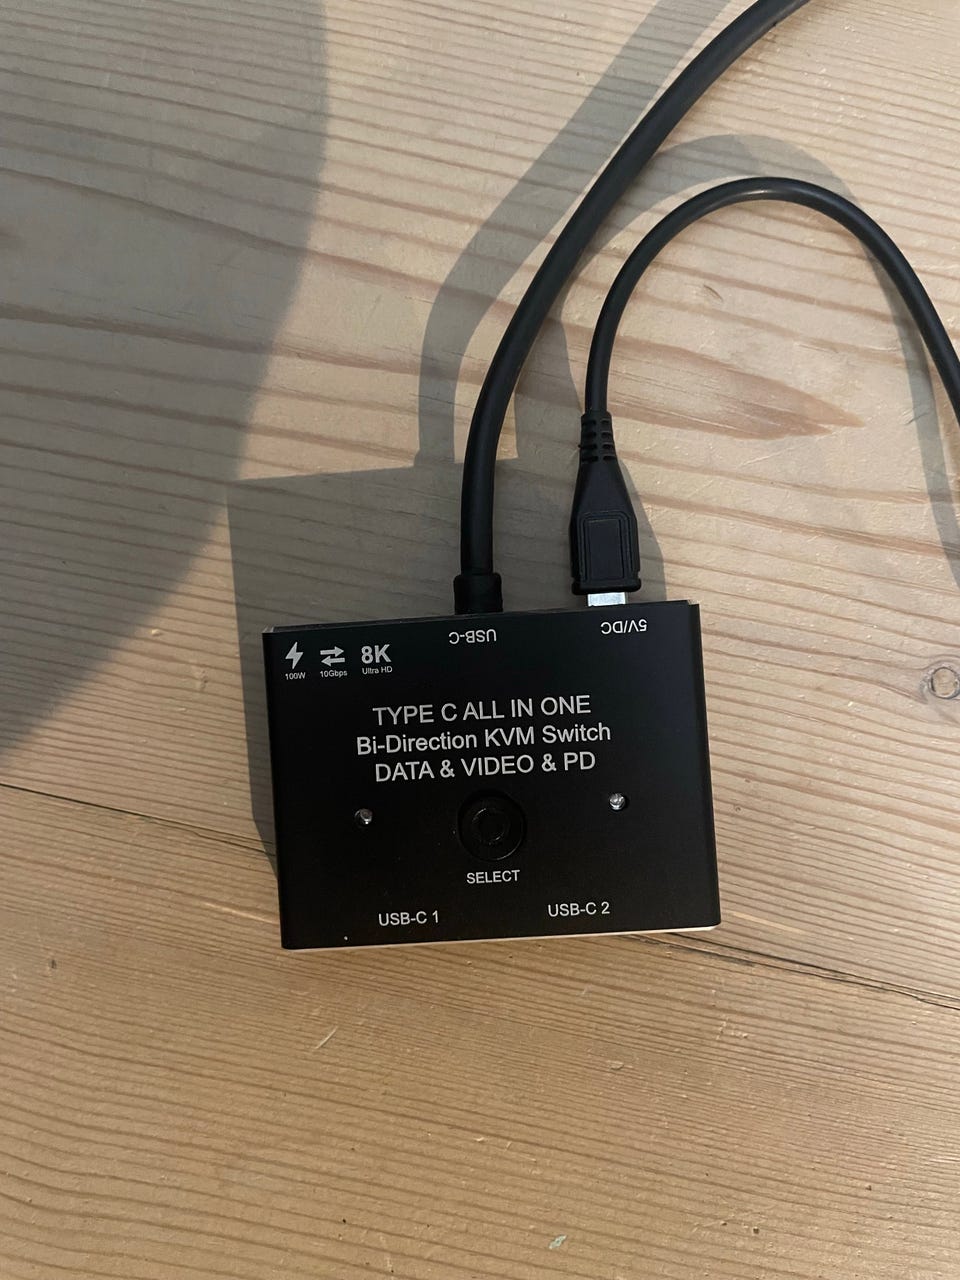 USB-C
5V/DC
8K
100W
10Gbps
Ultra HD
TYPE C ALL IN ONE
Bi-Direction KVM Switch
DATA & VIDEO & PD
SELECT
USB-C 1
USB-C 2